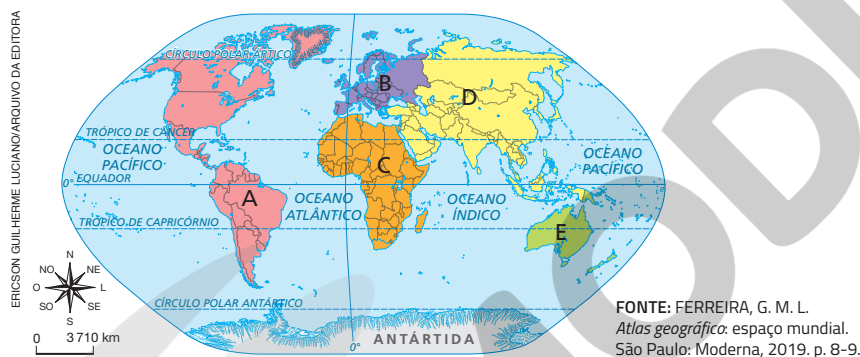 ERICSON GUILHERME LUCIANO/ARQUIVO DA EDITORA
CÍRCULO POLAR ÁRTICO
B
D
TRÓPICO DE CÂNCER
OCEANO
PACÍFICO
OCEANO
PACÍFICO
C
0°
EQUADOR
A
OCEANO
ATLÂNTICO
OCEANO
ÍNDICO
TRÓPICO DE CAPRICÓRNIO
E
N
NO
NE
O
L
SO
SE
S
CÍRCULO POLAR ANTÁRTICO
0
3 710 km
ANTÁRTIDA
0°
FONTE: FERREIRA, G. M. L.
Atlas geográfico: espaço mundial.
São Paulo: Moderna, 2019. p. 8-9.